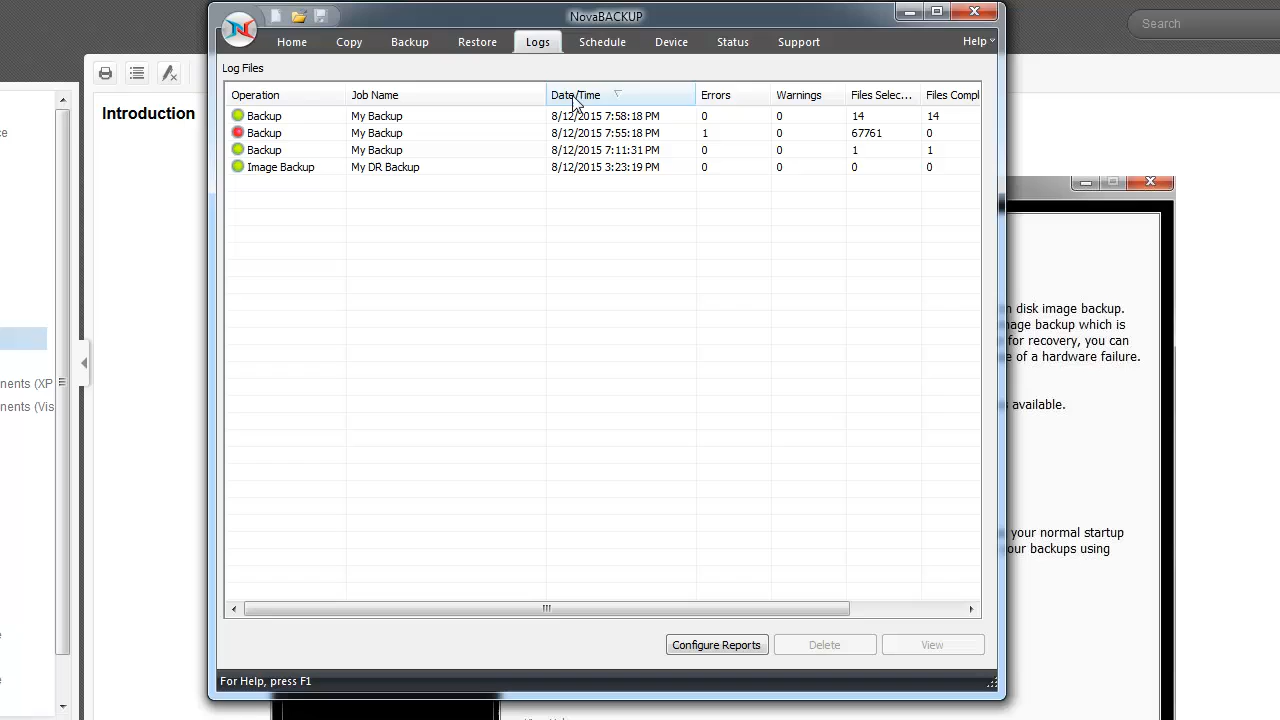 NovaBACKUP
Search
Home Copy Backup Restore Logs Schedule Device Status Support Help
Log Files
Introduction
Operation Job Name Date/Time Errors Warnings Files Selec... Files Compl
Backup My Backup 8/12/2015 7:58:18 PM 0 0 14 14
Backup My Backup 8/12/2015 7:55:18 PM 1 0 67761 0
Backup My Backup 8/12/2015 7:11:31 PM 0 0 1 1
Image Backup My DR Backup 8/12/2015 3:23:19 PM 0 0 0 0
ce
nents (XP
nents (Vis
e
e
n disk image backup.
nage backup which is
for recovery, you can
e of a hardware failure.
available.
your normal startup
our backups using
Configure Reports Delete View
For Help, press F1